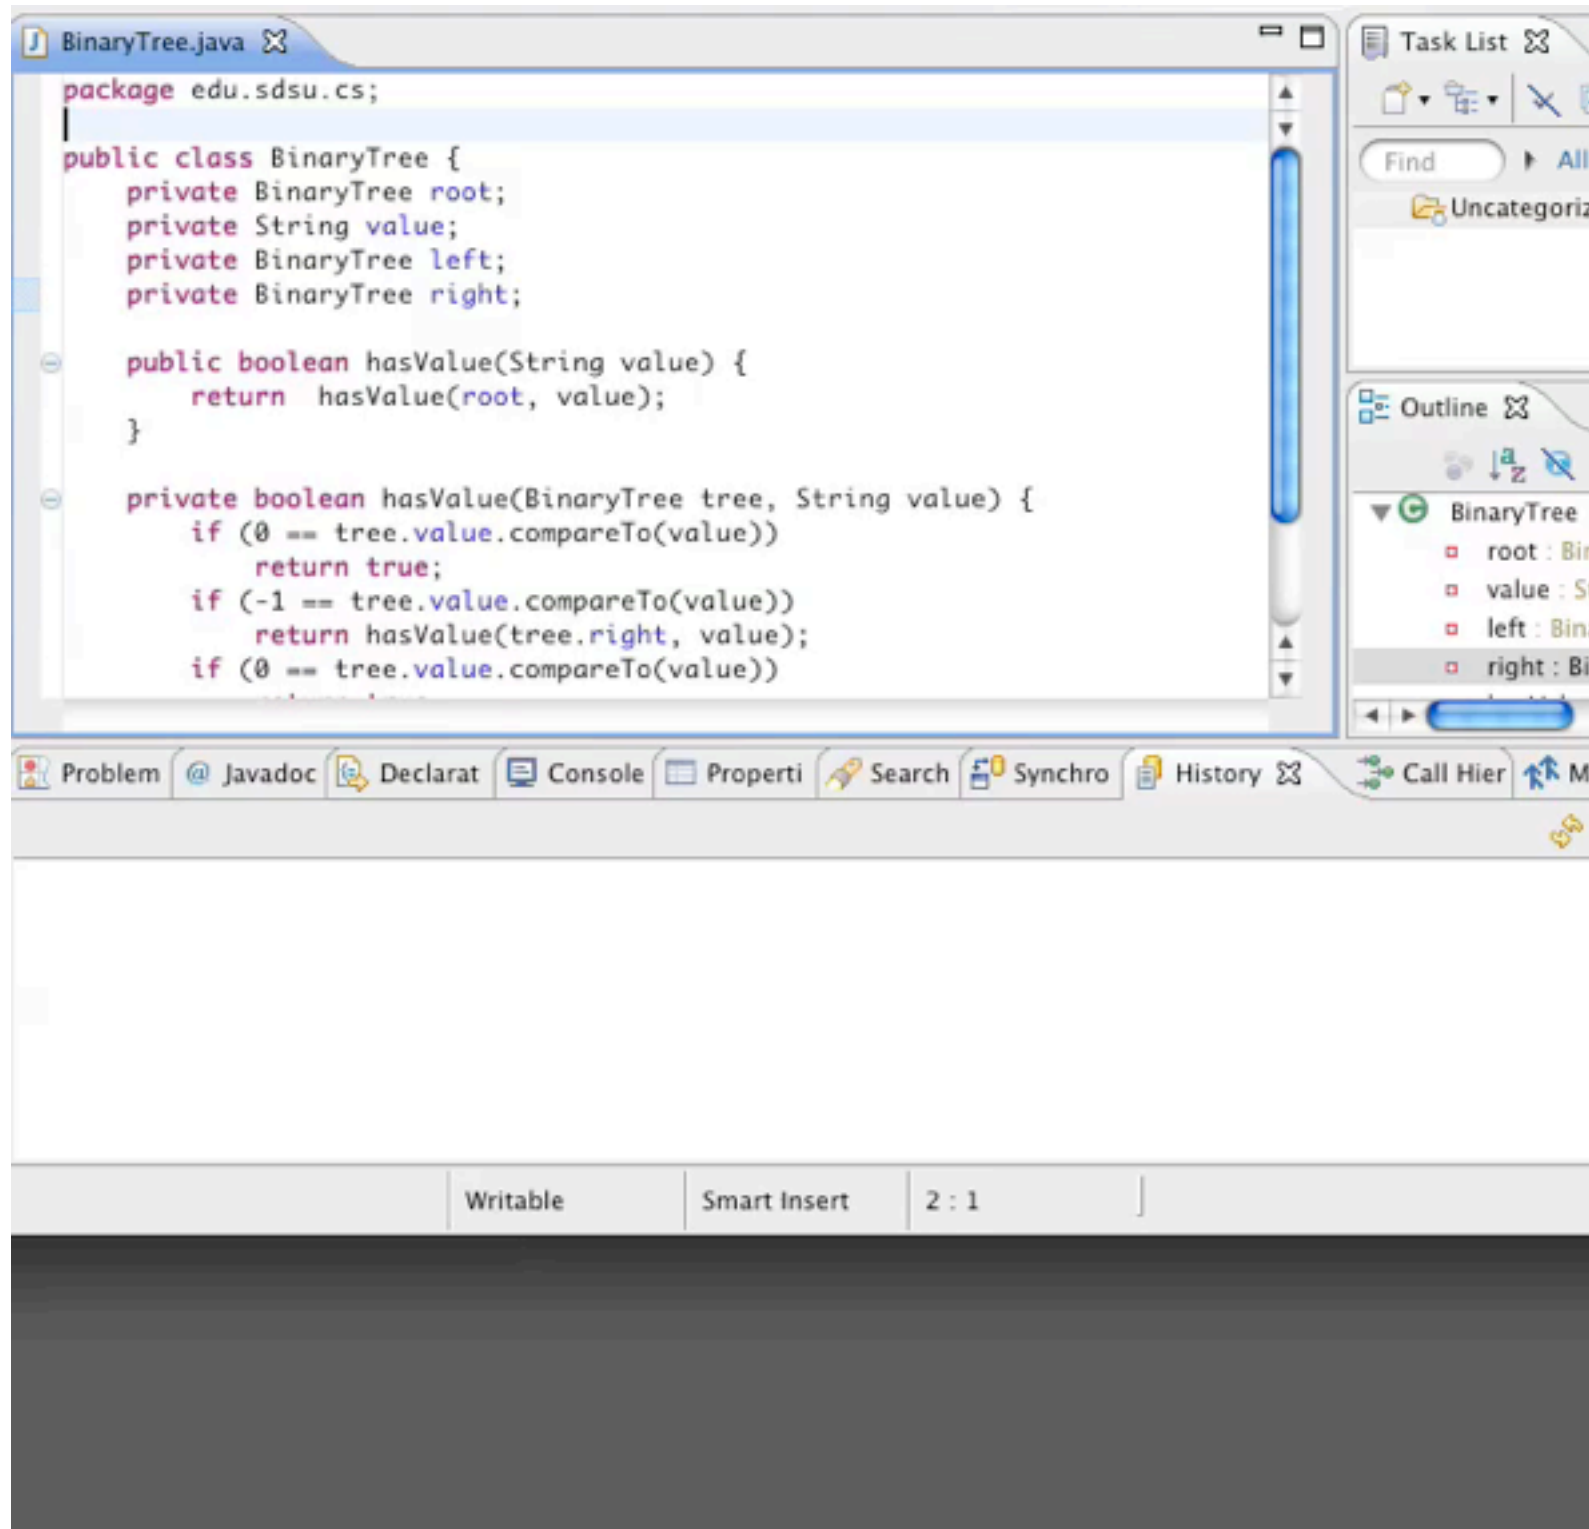 BinaryTree.java
package edu.sdsu.cs;
public class BinaryTree {
private BinaryTree root;
private String value;
private BinaryTree left;
private BinaryTree right;
public boolean hasValue(String value) {
return  hasValue(root, value);
}
private boolean hasValue(BinaryTree tree, String value) {
if (0 == tree.value.compareTo(value))
return true;
if (-1 == tree.value.compareTo(value))
return hasValue(tree.right, value);
if (0 == tree.value.compareTo(value))
Task List
Find
All
Uncategoriz
Outline
BinaryTree
root : Bin
value : St
left : Bina
right : Bi
Problem @ Javadoc Declarat Console Properti Search Synchro History Call Hier M
Writable Smart Insert 2 : 1